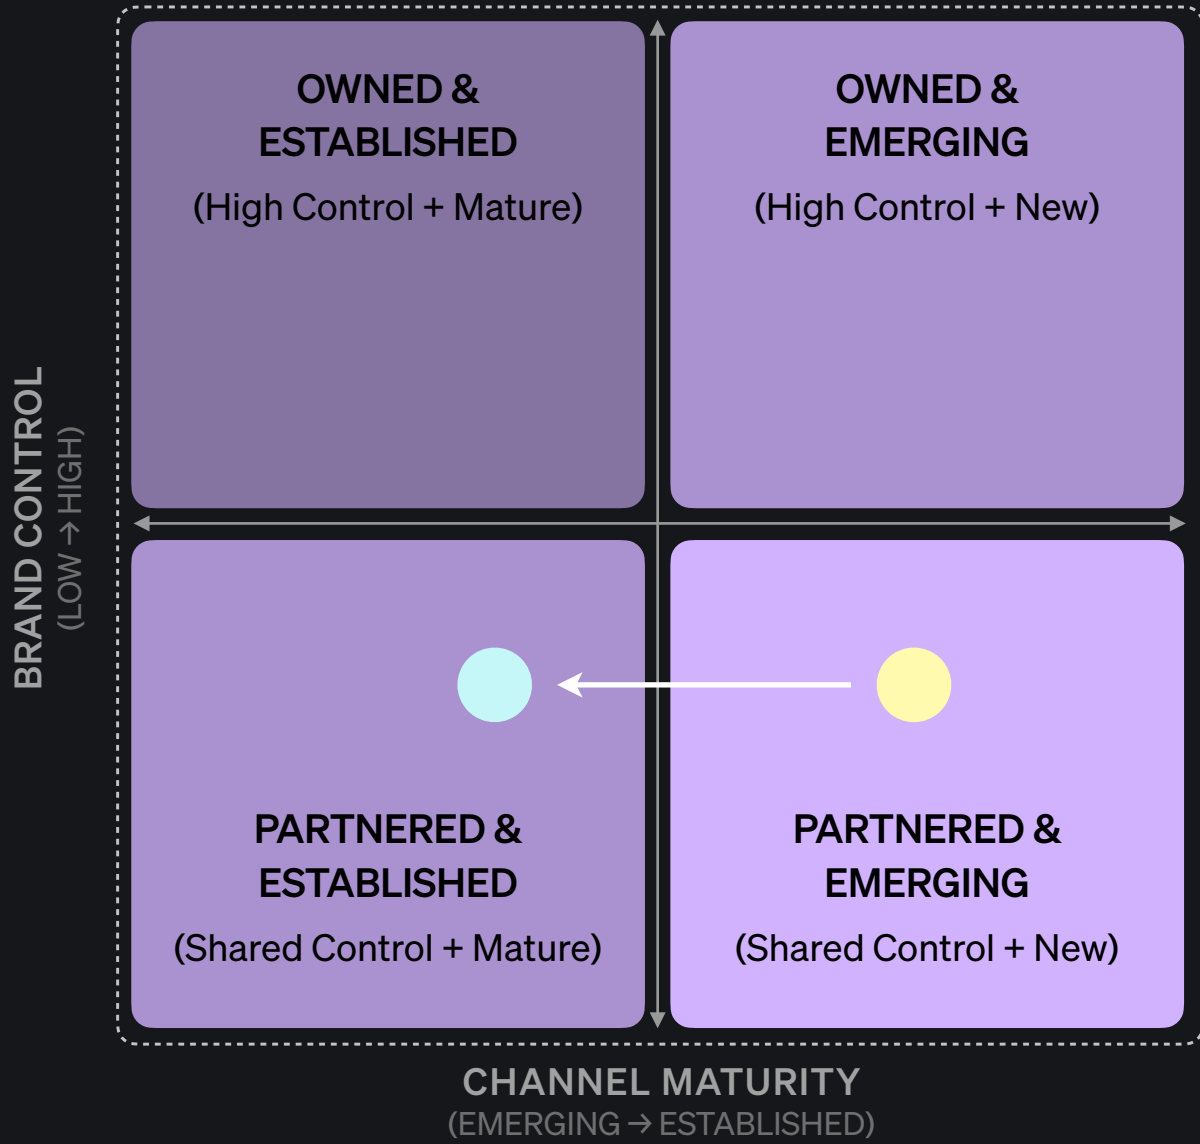 OWNED &
ESTABLISHED
(High Control + Mature)
OWNED &
EMERGING
(High Control + New)
BRAND CONTROL
(LOW → HIGH)
PARTNERED &
ESTABLISHED
(Shared Control + Mature)
PARTNERED &
EMERGING
(Shared Control + New)
CHANNEL MATURITY
(EMERGING → ESTABLISHED)